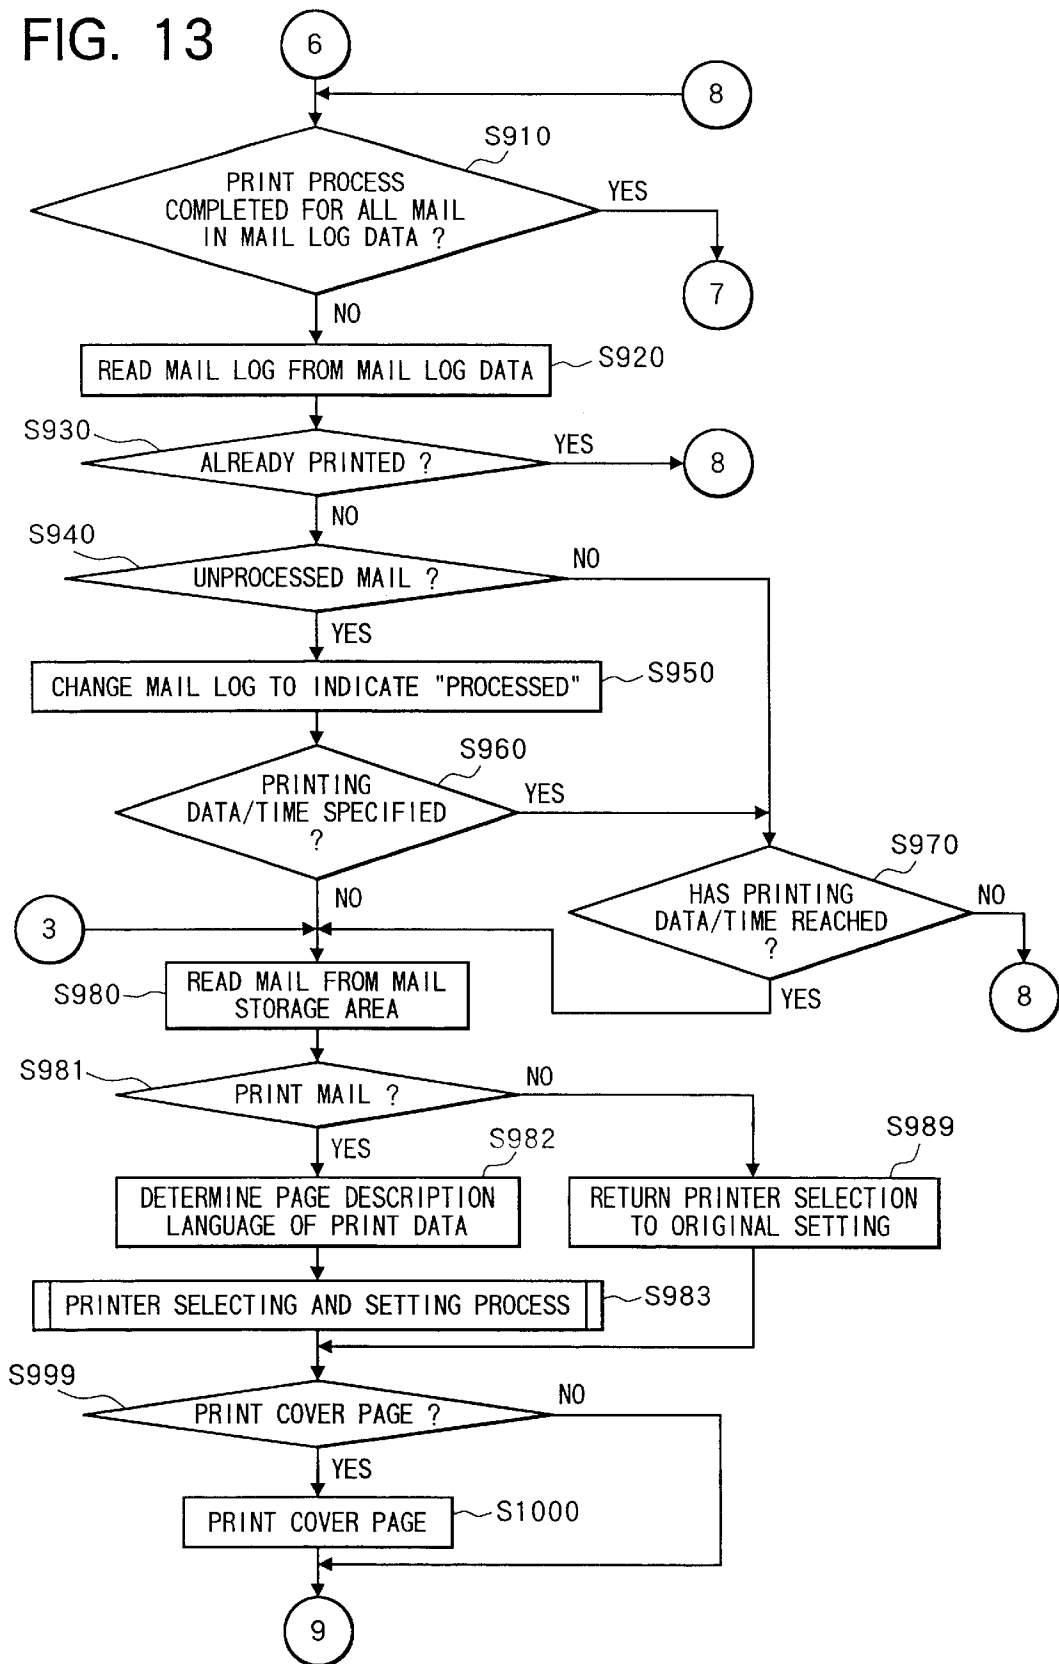 FIG. 13
6
8
S910
PRINT PROCESS
COMPLETED FOR ALL MAIL
IN MAIL LOG DATA ?
YES
7
NO
READ MAIL LOG FROM MAIL LOG DATA
S920
S930
ALREADY PRINTED ?
YES
8
NO
S940
UNPROCESSED MAIL ?
NO
YES
CHANGE MAIL LOG TO INDICATE "PROCESSED"
S950
S960
PRINTING
DATA/TIME SPECIFIED
?
YES
NO
S970
HAS PRINTING
DATA/TIME REACHED
?
NO
8
YES
3
S980
READ MAIL FROM MAIL
STORAGE AREA
S981
PRINT MAIL ?
NO
YES
S982
DETERMINE PAGE DESCRIPTION
LANGUAGE OF PRINT DATA
S989
RETURN PRINTER SELECTION
TO ORIGINAL SETTING
PRINTER SELECTING AND SETTING PROCESS
S983
S999
PRINT COVER PAGE ?
NO
YES
PRINT COVER PAGE
S1000
9